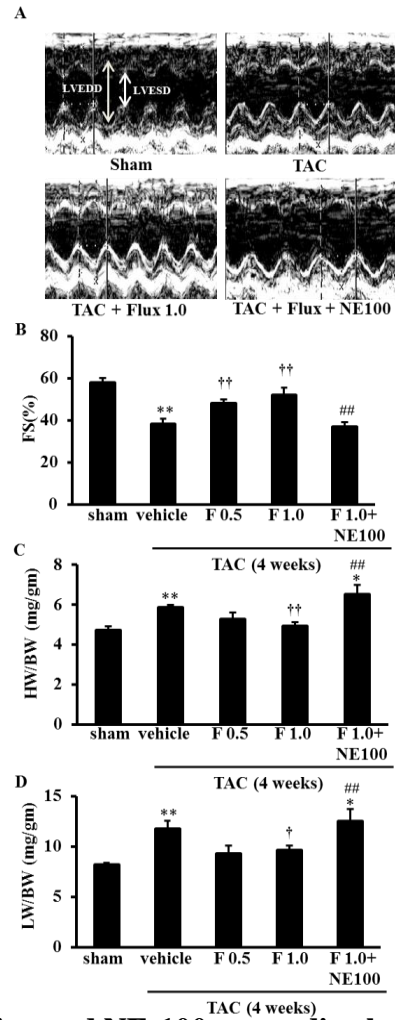 A
LVEDD
LVESD
Sham
TAC
TAC + Flux 1.0
TAC + Flux + NE100
B
80
60
40
20
0
FS(%)
**
††
††
##
sham vehicle F 0.5 F 1.0 F 1.0+
NE100
TAC (4 weeks)
C
8
6
4
2
0
HW/BW (mg/gm)
**
††
##
*
sham vehicle F 0.5 F 1.0 F 1.0+
NE100
TAC (4 weeks)
D
15
10
5
0
LW/BW (mg/gm)
**
†
##
*
sham vehicle F 0.5 F 1.0 F 1.0+
NE100
TAC (4 weeks)